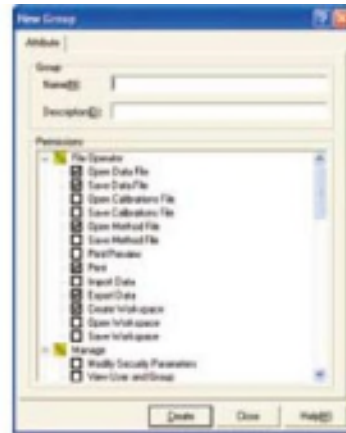 New Group
Attribute
Group
Name(N):
Description(D):
Permissions
File Operator
Open Data File
Save Data File
Open Calibrations File
Save Calibrations File
Open Method File
Save Method File
Print Preview
Print
Import Data
Export Data
Create Workspace
Open Workspace
Save Workspace
Manage
Modify Security Parameters
View User and Group
Create
Close
Help(H)